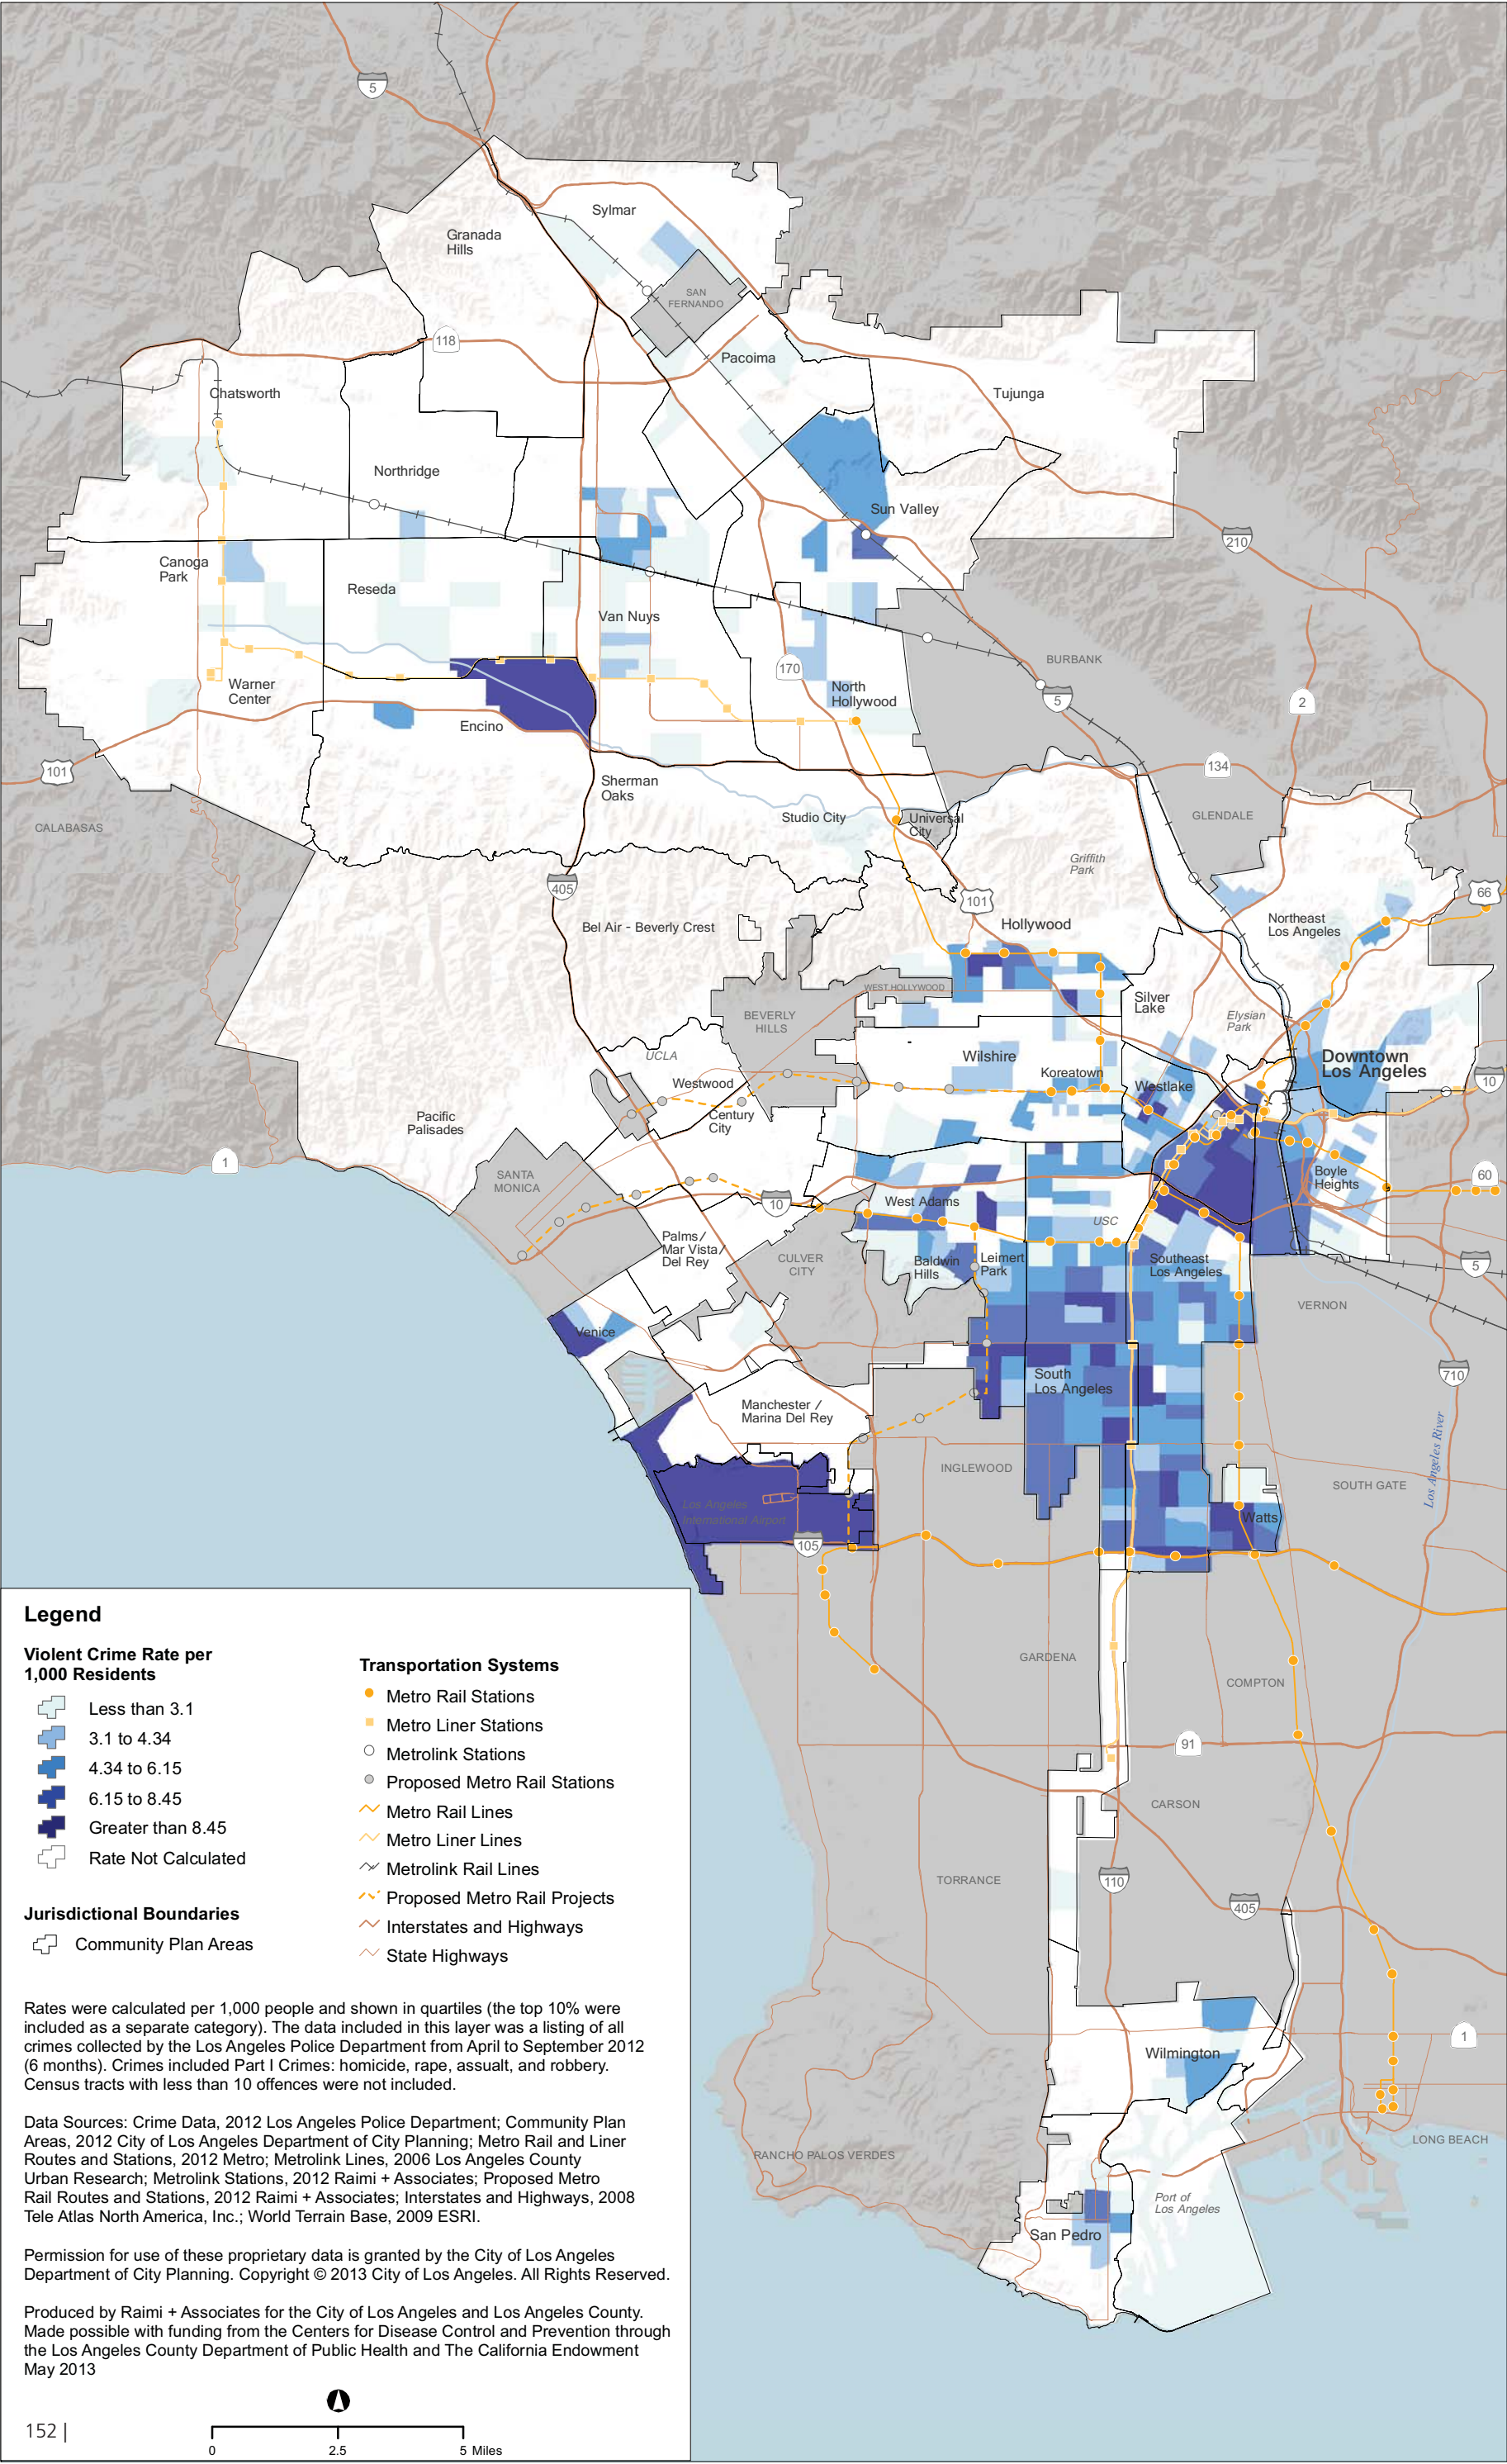 5
Sylmar
Granada
Hills
SAN
FERNANDO
118
Pacoima
Chatsworth
Tujunga
Northridge
Sun Valley
210
Canoga
Park
Reseda
Van Nuys
BURBANK
170
Warner
Center
North
Hollywood
5
2
Encino
101
134
Sherman
Oaks
CALABASAS
Studio City
Universal
City
GLENDALE
Griffith
Park
405
101
66
Bel Air - Beverly Crest
Hollywood
Northeast
Los Angeles
WEST HOLLYWOOD
Silver
Lake
BEVERLY
HILLS
Elysian
Park
UCLA
Wilshire
Downtown
Los Angeles
Koreatown
Westwood
Westlake
10
Century
City
Pacific
Palisades
1
SANTA
MONICA
Boyle
Heights
60
10
West Adams
USC
Palms/
Mar Vista/
Del Rey
CULVER
CITY
Baldwin
Hills
Leimert
Park
Southeast
Los Angeles
5
VERNON
Venice
South
Los Angeles
710
Manchester /
Marina Del Rey
Los Angeles River
INGLEWOOD
SOUTH GATE
Los Angeles
International Airport
Watts
105
GARDENA
COMPTON
91
CARSON
TORRANCE
110
405
1
Wilmington
LONG BEACH
RANCHO PALOS VERDES
Port of
Los Angeles
San Pedro
Legend
Violent Crime Rate per
1,000 Residents
Less than 3.1
3.1 to 4.34
4.34 to 6.15
6.15 to 8.45
Greater than 8.45
Rate Not Calculated
Jurisdictional Boundaries
Community Plan Areas
Transportation Systems
Metro Rail Stations
Metro Liner Stations
Metrolink Stations
Proposed Metro Rail Stations
Metro Rail Lines
Metro Liner Lines
Metrolink Rail Lines
Proposed Metro Rail Projects
Interstates and Highways
State Highways
Rates were calculated per 1,000 people and shown in quartiles (the top 10% were
included as a separate category). The data included in this layer was a listing of all
crimes collected by the Los Angeles Police Department from April to September 2012
(6 months). Crimes included Part I Crimes: homicide, rape, assualt, and robbery.
Census tracts with less than 10 offences were not included.
Data Sources: Crime Data, 2012 Los Angeles Police Department; Community Plan
Areas, 2012 City of Los Angeles Department of City Planning; Metro Rail and Liner
Routes and Stations, 2012 Metro; Metrolink Lines, 2006 Los Angeles County
Urban Research; Metrolink Stations, 2012 Raimi + Associates; Proposed Metro
Rail Routes and Stations, 2012 Raimi + Associates; Interstates and Highways, 2008
Tele Atlas North America, Inc.; World Terrain Base, 2009 ESRI.
Permission for use of these proprietary data is granted by the City of Los Angeles
Department of City Planning. Copyright © 2013 City of Los Angeles. All Rights Reserved.
Produced by Raimi + Associates for the City of Los Angeles and Los Angeles County.
Made possible with funding from the Centers for Disease Control and Prevention through
the Los Angeles County Department of Public Health and The California Endowment
May 2013
152 |
0 2.5 5 Miles